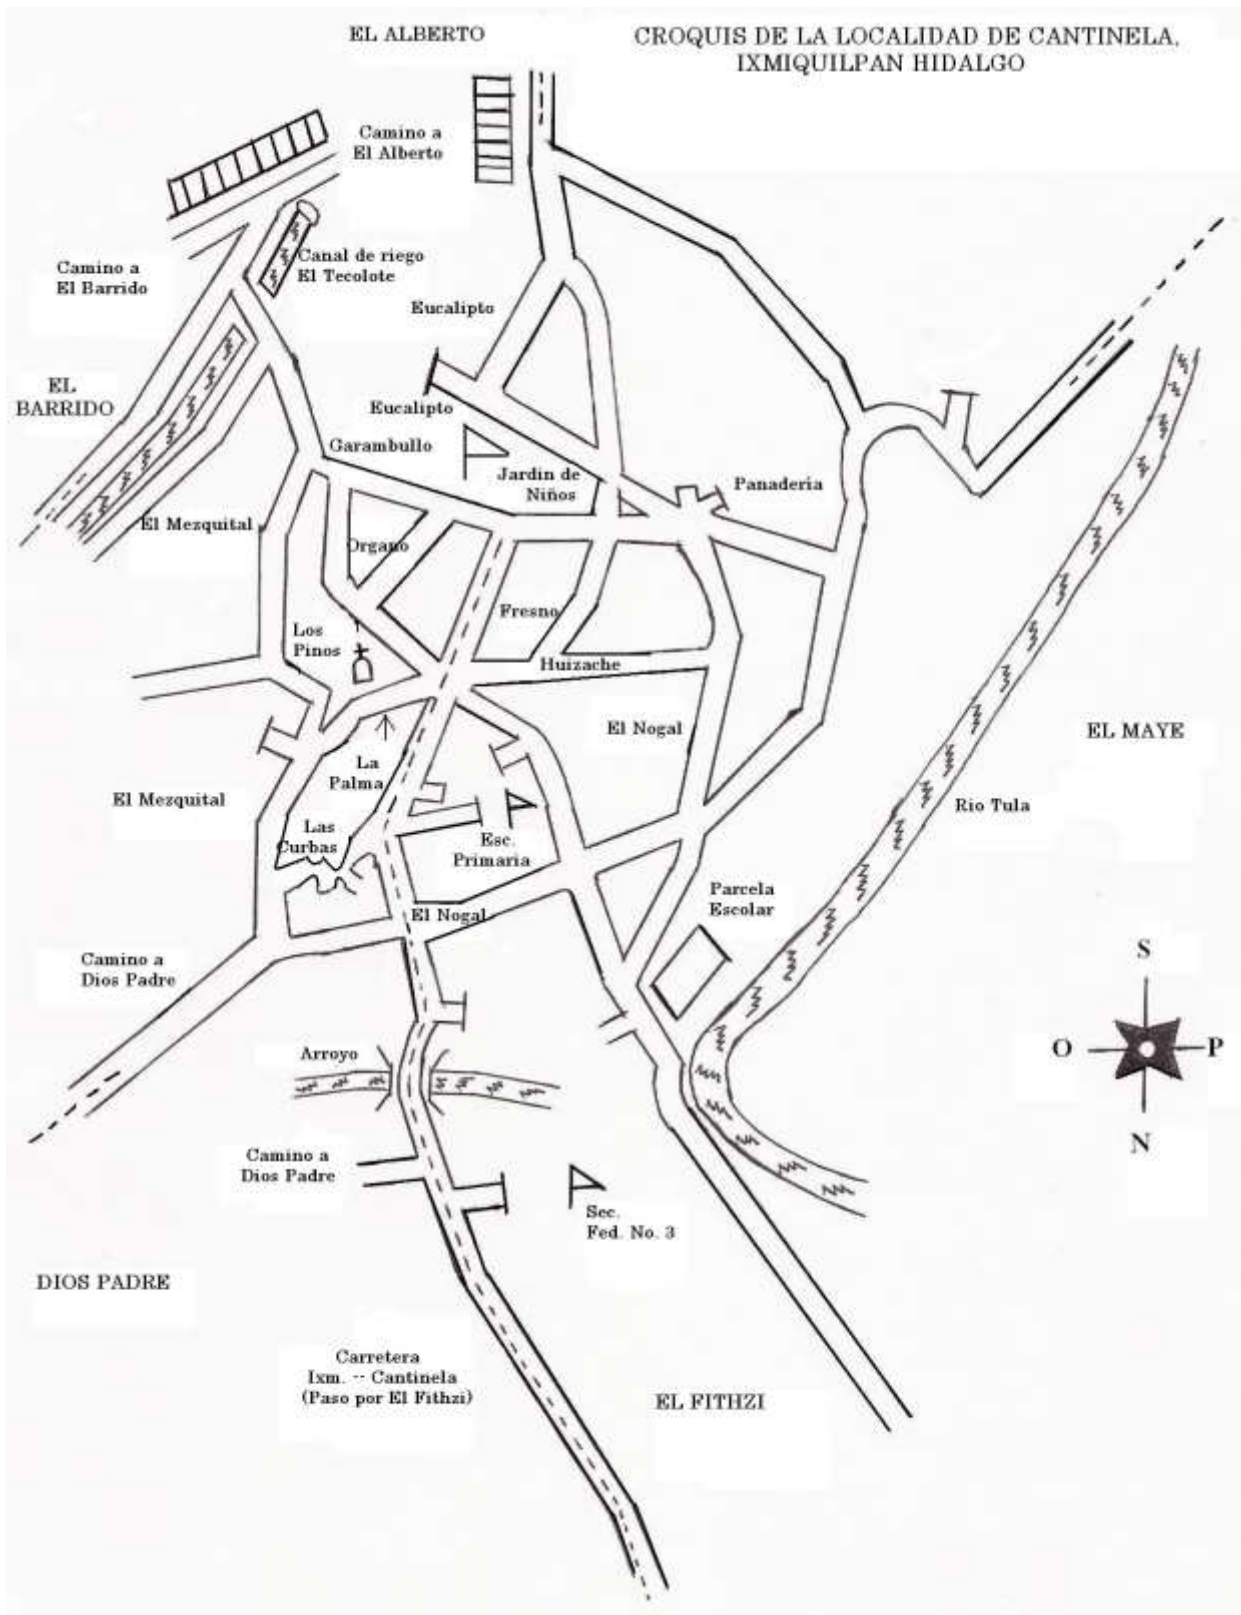 EL ALBERTO
CROQUIS DE LA LOCALIDAD DE CANTINELA,
IXMIQUILPAN HIDALGO
Camino a
El Alberto
Canal de riego
El Tecolote
Camino a
El Barrido
Eucalipto
EL
BARRIDO
Eucalipto
Garambullo
Jardin de
Niños
Panaderia
El Mezquital
Organo
Fresno
Los
Pinos
Huizache
El Nogal
EL MAYE
La
Palma
El Mezquital
Rio Tula
Las
Curbas
Esc.
Primaria
Parcela
Escolar
El Nogal
Camino a
Dios Padre
S
O
P
N
Arroyo
Camino a
Dios Padre
Sec.
Fed. No. 3
DIOS PADRE
Carretera
Ixm. -- Cantinela
(Paso por El Fithzi)
EL FITHZI